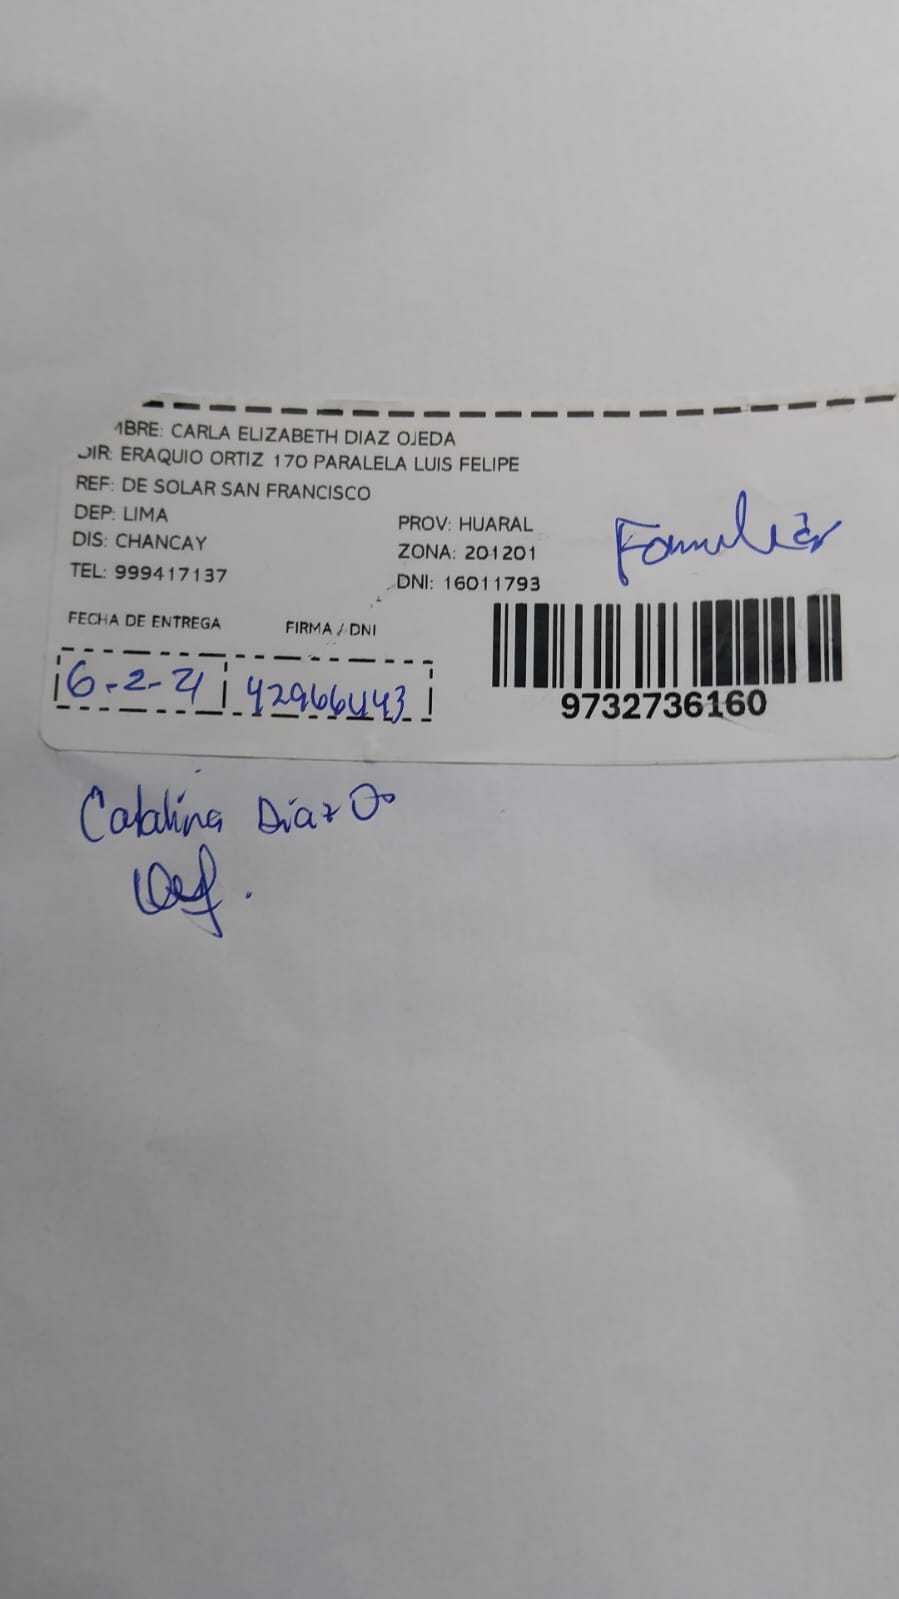 MBRE: CARLA ELIZABETH DIAZ OJEDA
DIR: ERAQUIO ORTIZ 170 PARALELA LUIS FELIPE
REF: DE SOLAR SAN FRANCISCO
DEP: LIMA
PROV: HUARAL
DIS: CHANCAY
ZONA: 201201
TEL: 999417137
DNI: 16011793
Familiar
FECHA DE ENTREGA
FIRMA / DNI
6-2-21
42966443
9732736160
Catalina Diaz O